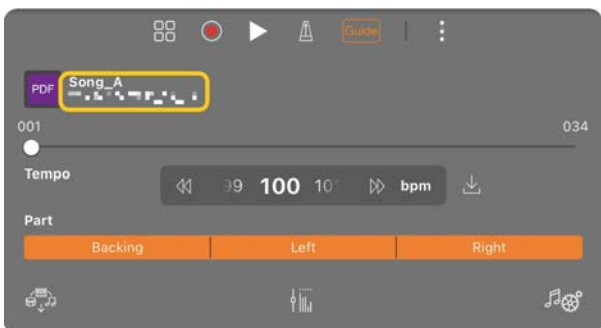 Guide
PDF
Song_A
001 034
Tempo
99 100 101 bpm
Part
Backing Left Right